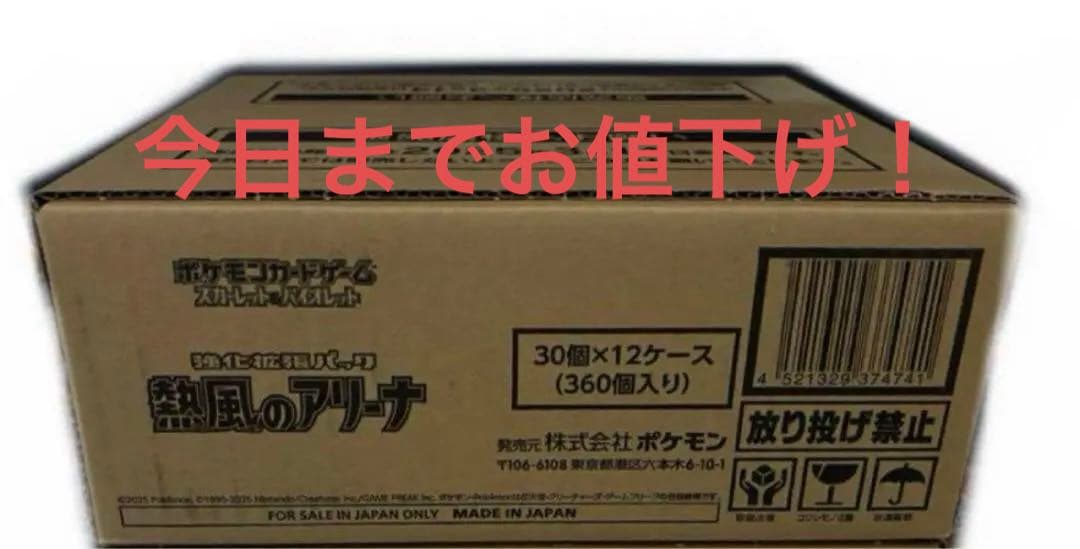 今日までお値下げ！
ポケモンカードゲーム
スカーレット&バイオレット
強化拡張パック
熱風のアリーナ
30個×12ケース
(360個入り)
4 521329 374741
発売元 株式会社 ポケモン
〒106-6108 東京都港区六本木6-10-1
放り投げ禁止
FOR SALE IN JAPAN ONLY MADE IN JAPAN